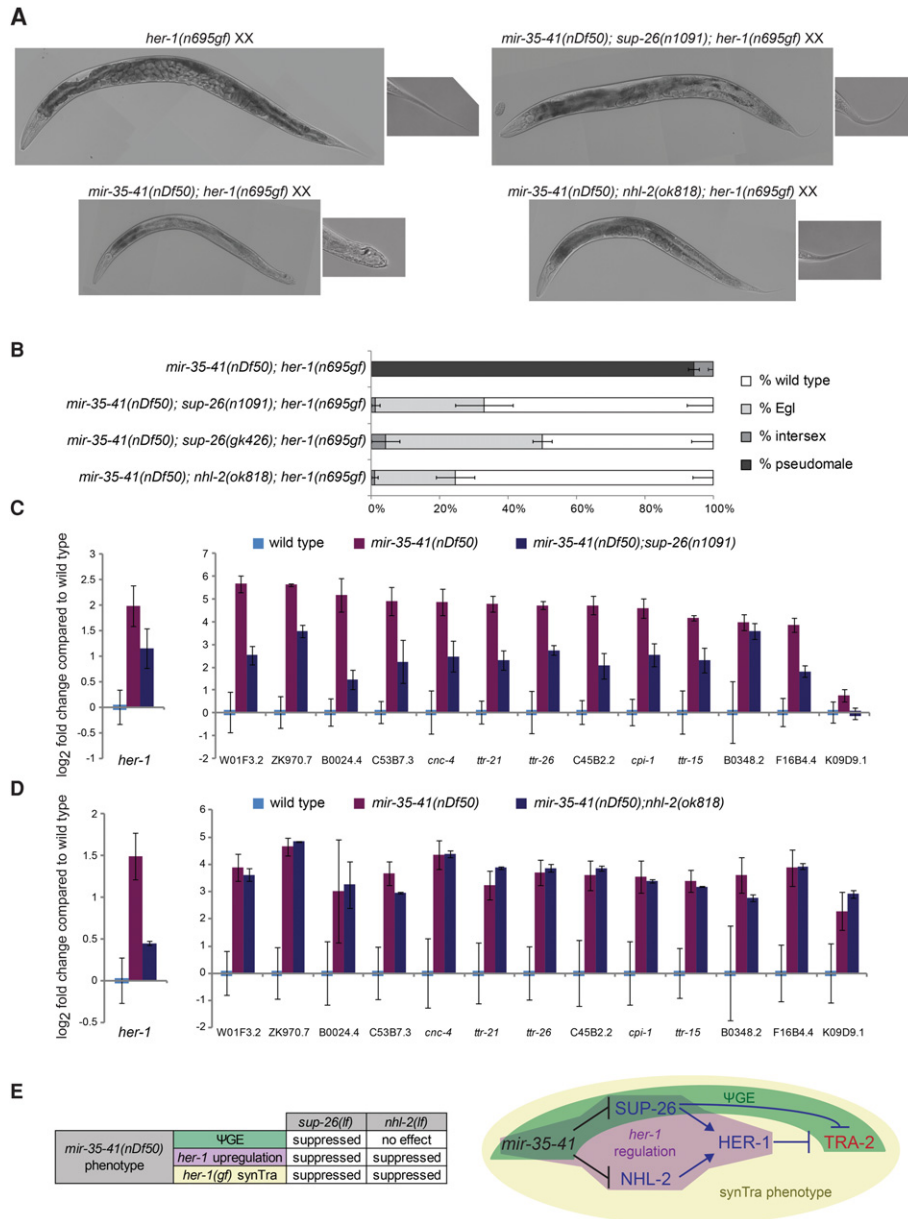 A
her-1(n695gf) XX
mir-35-41(nDf50); sup-26(n1091); her-1(n695gf) XX
mir-35-41(nDf50); her-1(n695gf) XX
mir-35-41(nDf50); nhl-2(ok818); her-1(n695gf) XX
B
mir-35-41(nDf50); her-1(n695gf)
mir-35-41(nDf50); sup-26(n1091); her-1(n695gf)
mir-35-41(nDf50); sup-26(gk426); her-1(n695gf)
mir-35-41(nDf50); nhl-2(ok818); her-1(n695gf)
0% 20% 40% 60% 80% 100%
% wild type
% Egl
% intersex
% pseudomale
C
wild type mir-35-41(nDf50) mir-35-41(nDf50);sup-26(n1091)
log2 fold change compared to wild type
3
2.5
2
1.5
1
0.5
0
-0.5
-1
her-1
7
6
5
4
3
2
1
0
-1
-2
W01F3.2 ZK970.7 B0024.4 C53B7.3 cnc-4 ttr-21 ttr-26 C45B2.2 cpi-1 ttr-15 B0348.2 F16B4.4 K09D9.1
D
wild type mir-35-41(nDf50) mir-35-41(nDf50);nhl-2(ok818)
log2 fold change compared to wild type
2
1.5
1
0.5
0
-0.5
her-1
6
5
4
3
2
1
0
-1
-2
W01F3.2 ZK970.7 B0024.4 C53B7.3 cnc-4 ttr-21 ttr-26 C45B2.2 cpi-1 ttr-15 B0348.2 F16B4.4 K09D9.1
E
sup-26(lf) nhl-2(lf)
mir-35-41(nDf50) phenotype
ΨGE suppressed no effect
her-1 upregulation suppressed suppressed
her-1(gf) synTra suppressed suppressed
ΨGE
SUP-26
mir-35-41
her-1
regulation
HER-1
TRA-2
NHL-2
synTra phenotype